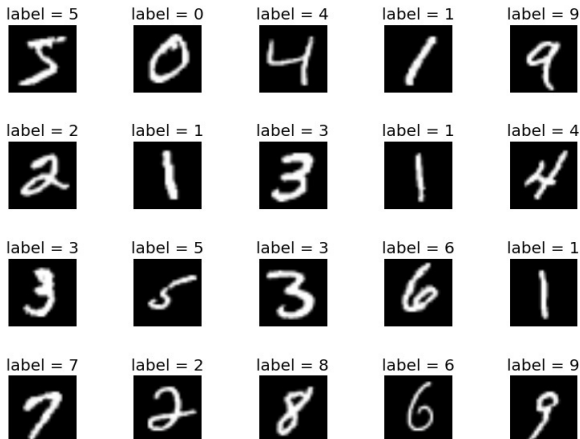 label = 5 label = 0 label = 4 label = 1 label = 9
5 0 4 1 9
label = 2 label = 1 label = 3 label = 1 label = 4
2 1 3 1 4
label = 3 label = 5 label = 3 label = 6 label = 1
3 5 3 6 1
label = 7 label = 2 label = 8 label = 6 label = 9
7 2 8 6 9